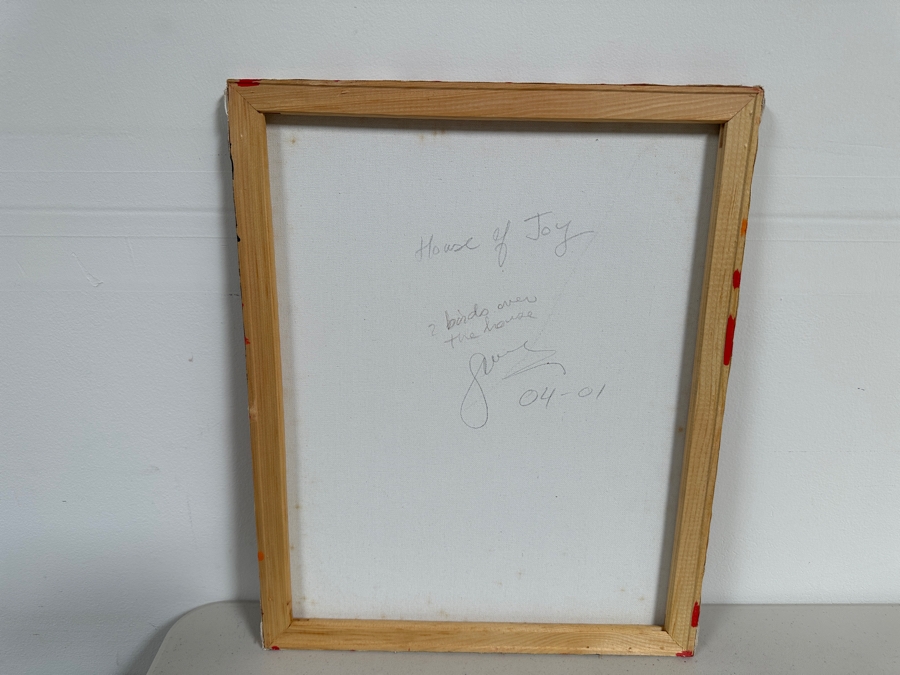 House of Joy
2 birds over
the house
04-01